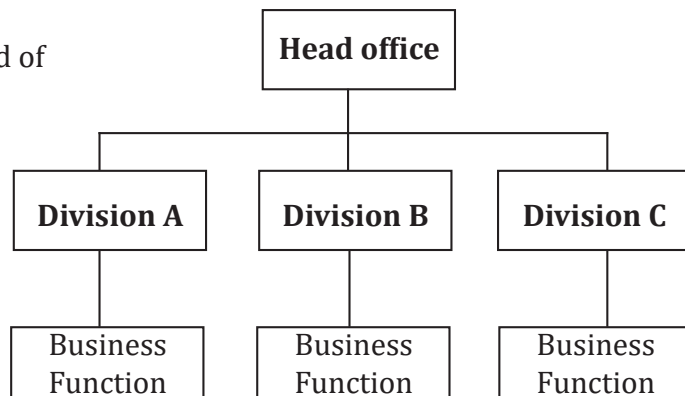 d of
Head office
Division A Division B Division C
Business Business Business
Function Function Function